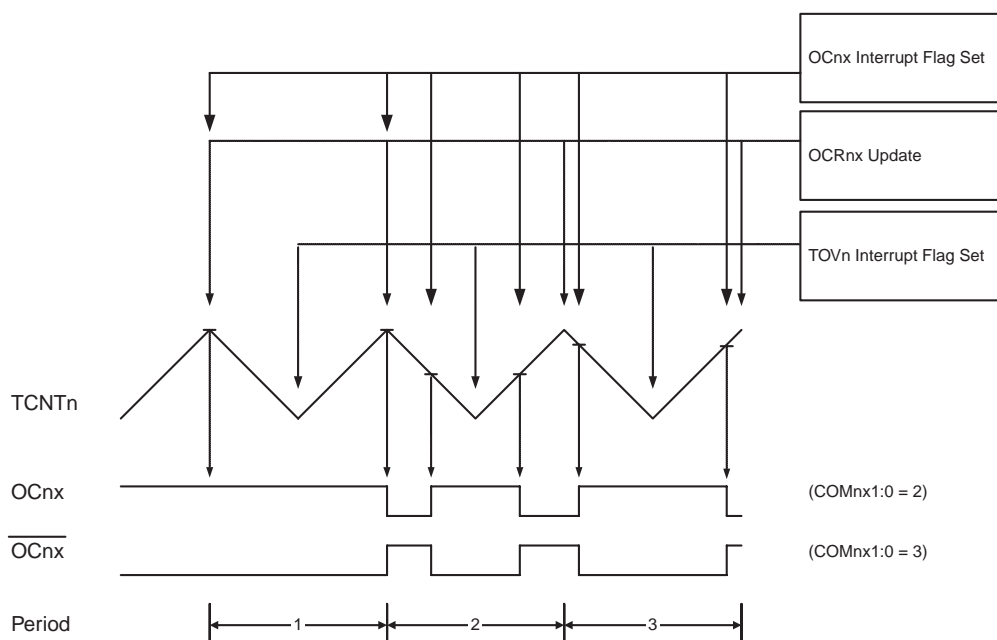 OCnx Interrupt Flag Set
OCRnx Update
TOVn Interrupt Flag Set
TCNTn
OCnx
(COMnx1:0 = 2)
OCnx
(COMnx1:0 = 3)
Period
1
2
3